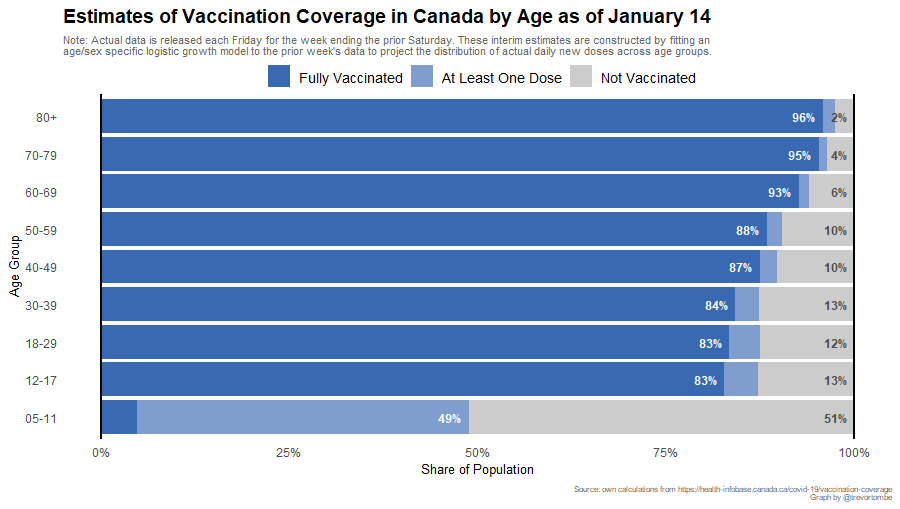 Estimates of Vaccination Coverage in Canada by Age as of January 14
Note: Actual data is released each Friday for the week ending the prior Saturday. These interim estimates are constructed by fitting an
age/sex specific logistic growth model to the prior week's data to project the distribution of actual daily new doses across age groups.
Fully Vaccinated At Least One Dose Not Vaccinated
80+ 96% 2%
70-79 95% 4%
60-69 93% 6%
50-59 88% 10%
40-49 87% 10%
30-39 84% 13%
18-29 83% 12%
12-17 83% 13%
05-11 49% 51%
Age Group
0% 25% 50% 75% 100%
Share of Population
Source: own calculations from https://health-infobase.canada.ca/covid-19/vaccination-coverage
Graph by @trevortombe